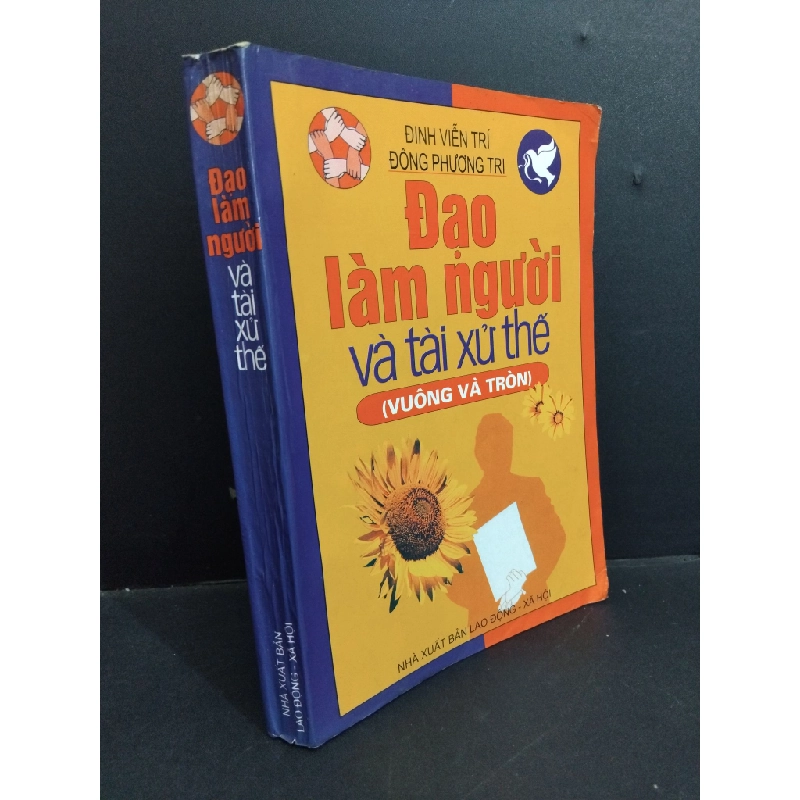 Đạo
làm
người
và
tài
xử
thế
NHÀ XUẤT BẢN
LAO ĐỘNG - XÃ HỘI
ĐINH VIỄN TRÍ
ĐÔNG PHƯƠNG TRI
Đạo
làm người
và tài xử thế
(VUÔNG VÀ TRÒN)
NHÀ XUẤT BẢN LAO ĐỘNG - XÃ HỘI